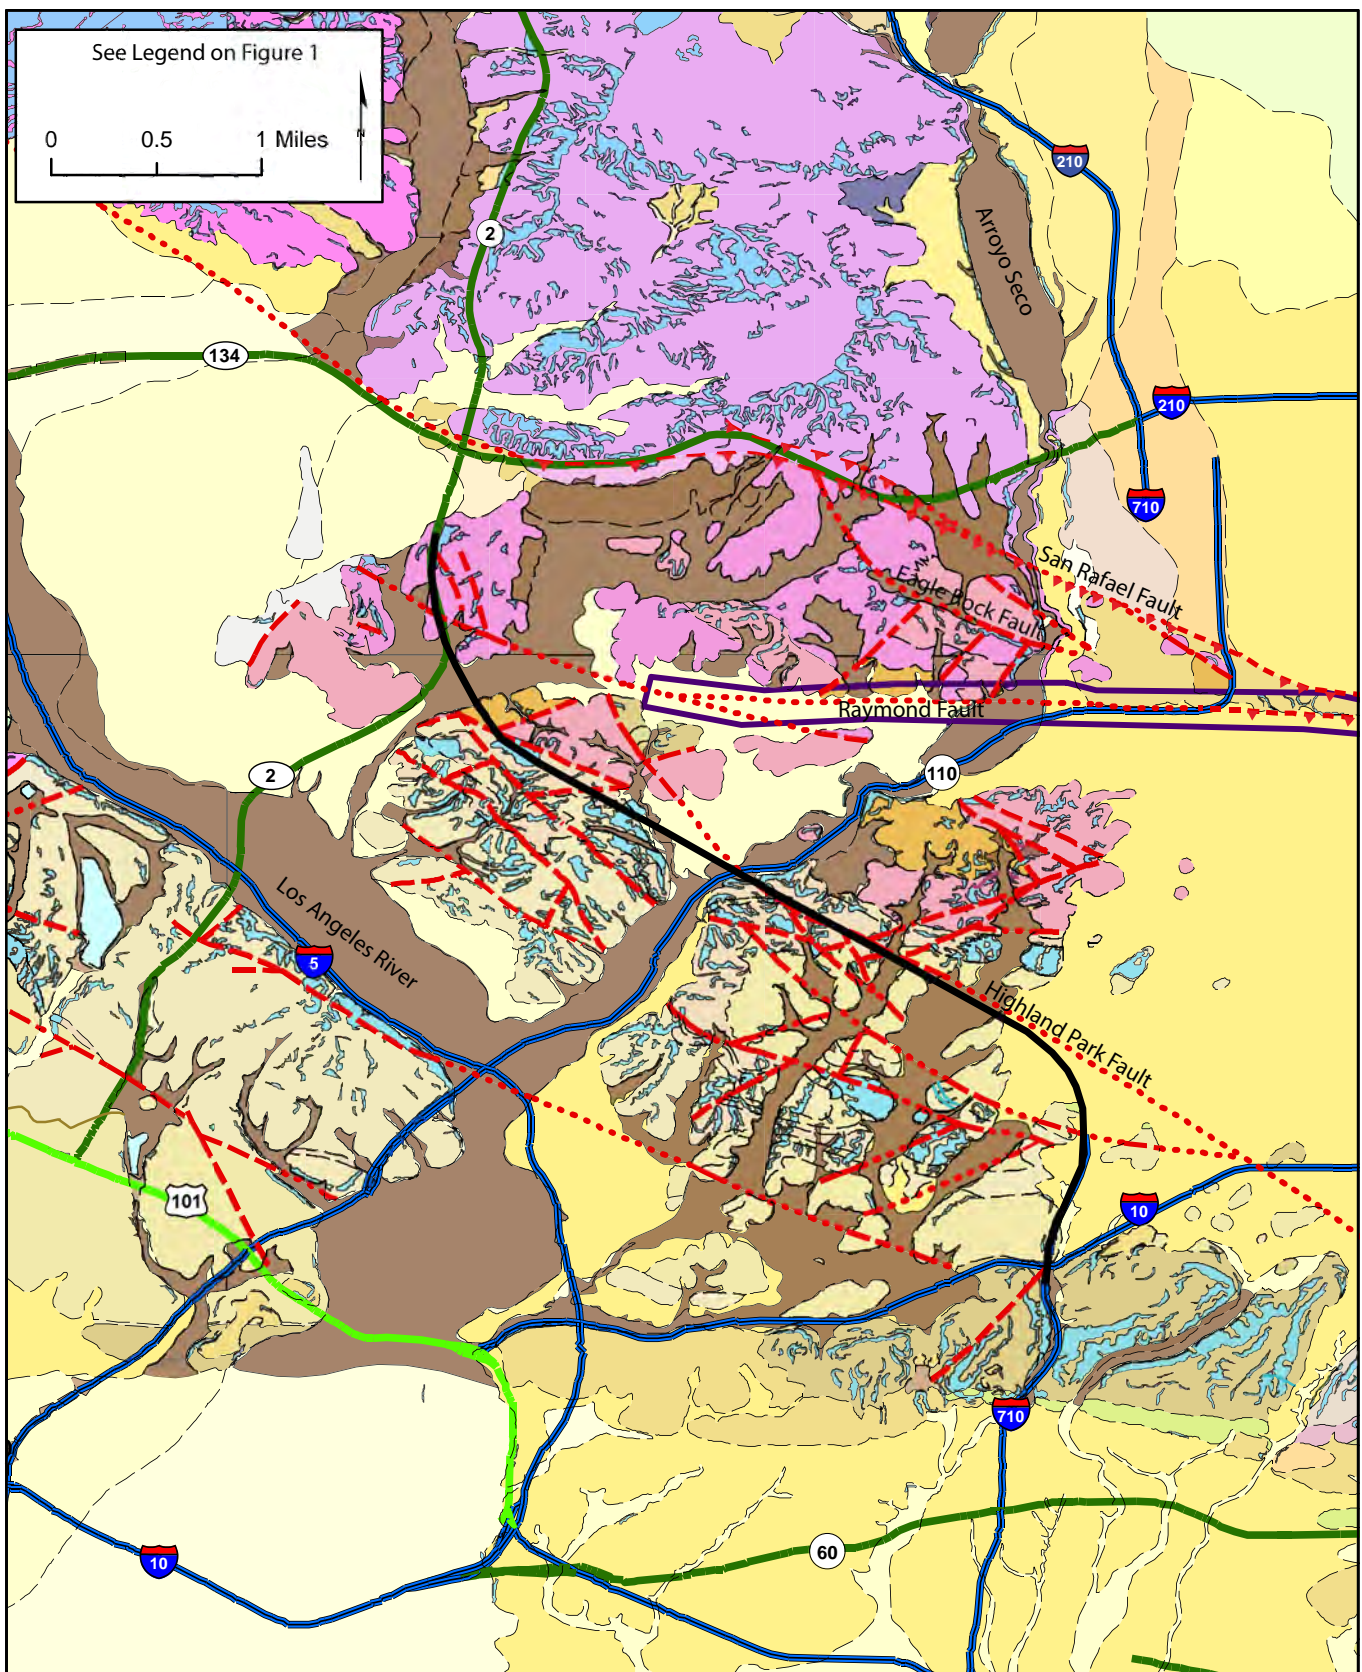 See Legend on Figure 1
0 0.5 1 Miles
N
210
Arroyo Seco
2
134
210
710
San Rafael Fault
Eagle Rock Fault
Raymond Fault
110
2
Los Angeles River
5
Highland Park Fault
101
10
710
60
10